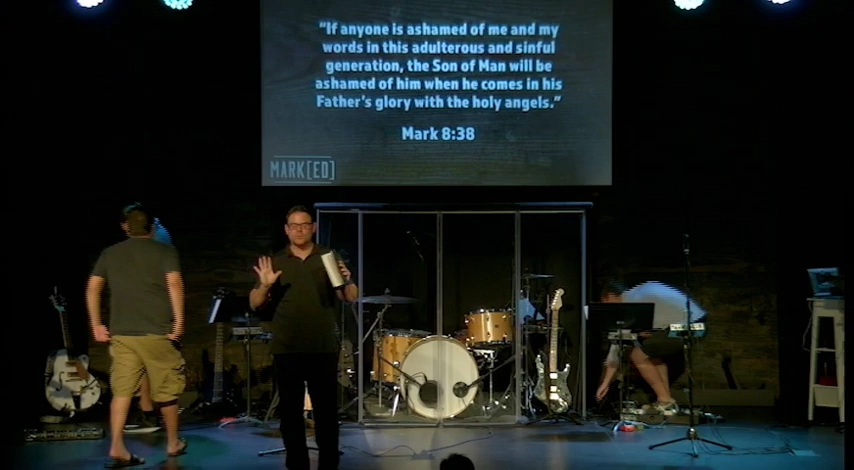 "If anyone is ashamed of me and my
words in this adulterous and sinful
generation, the Son of Man will be
ashamed of him when he comes in his
Father's glory with the holy angels."
Mark 8:38
MARK[ED]